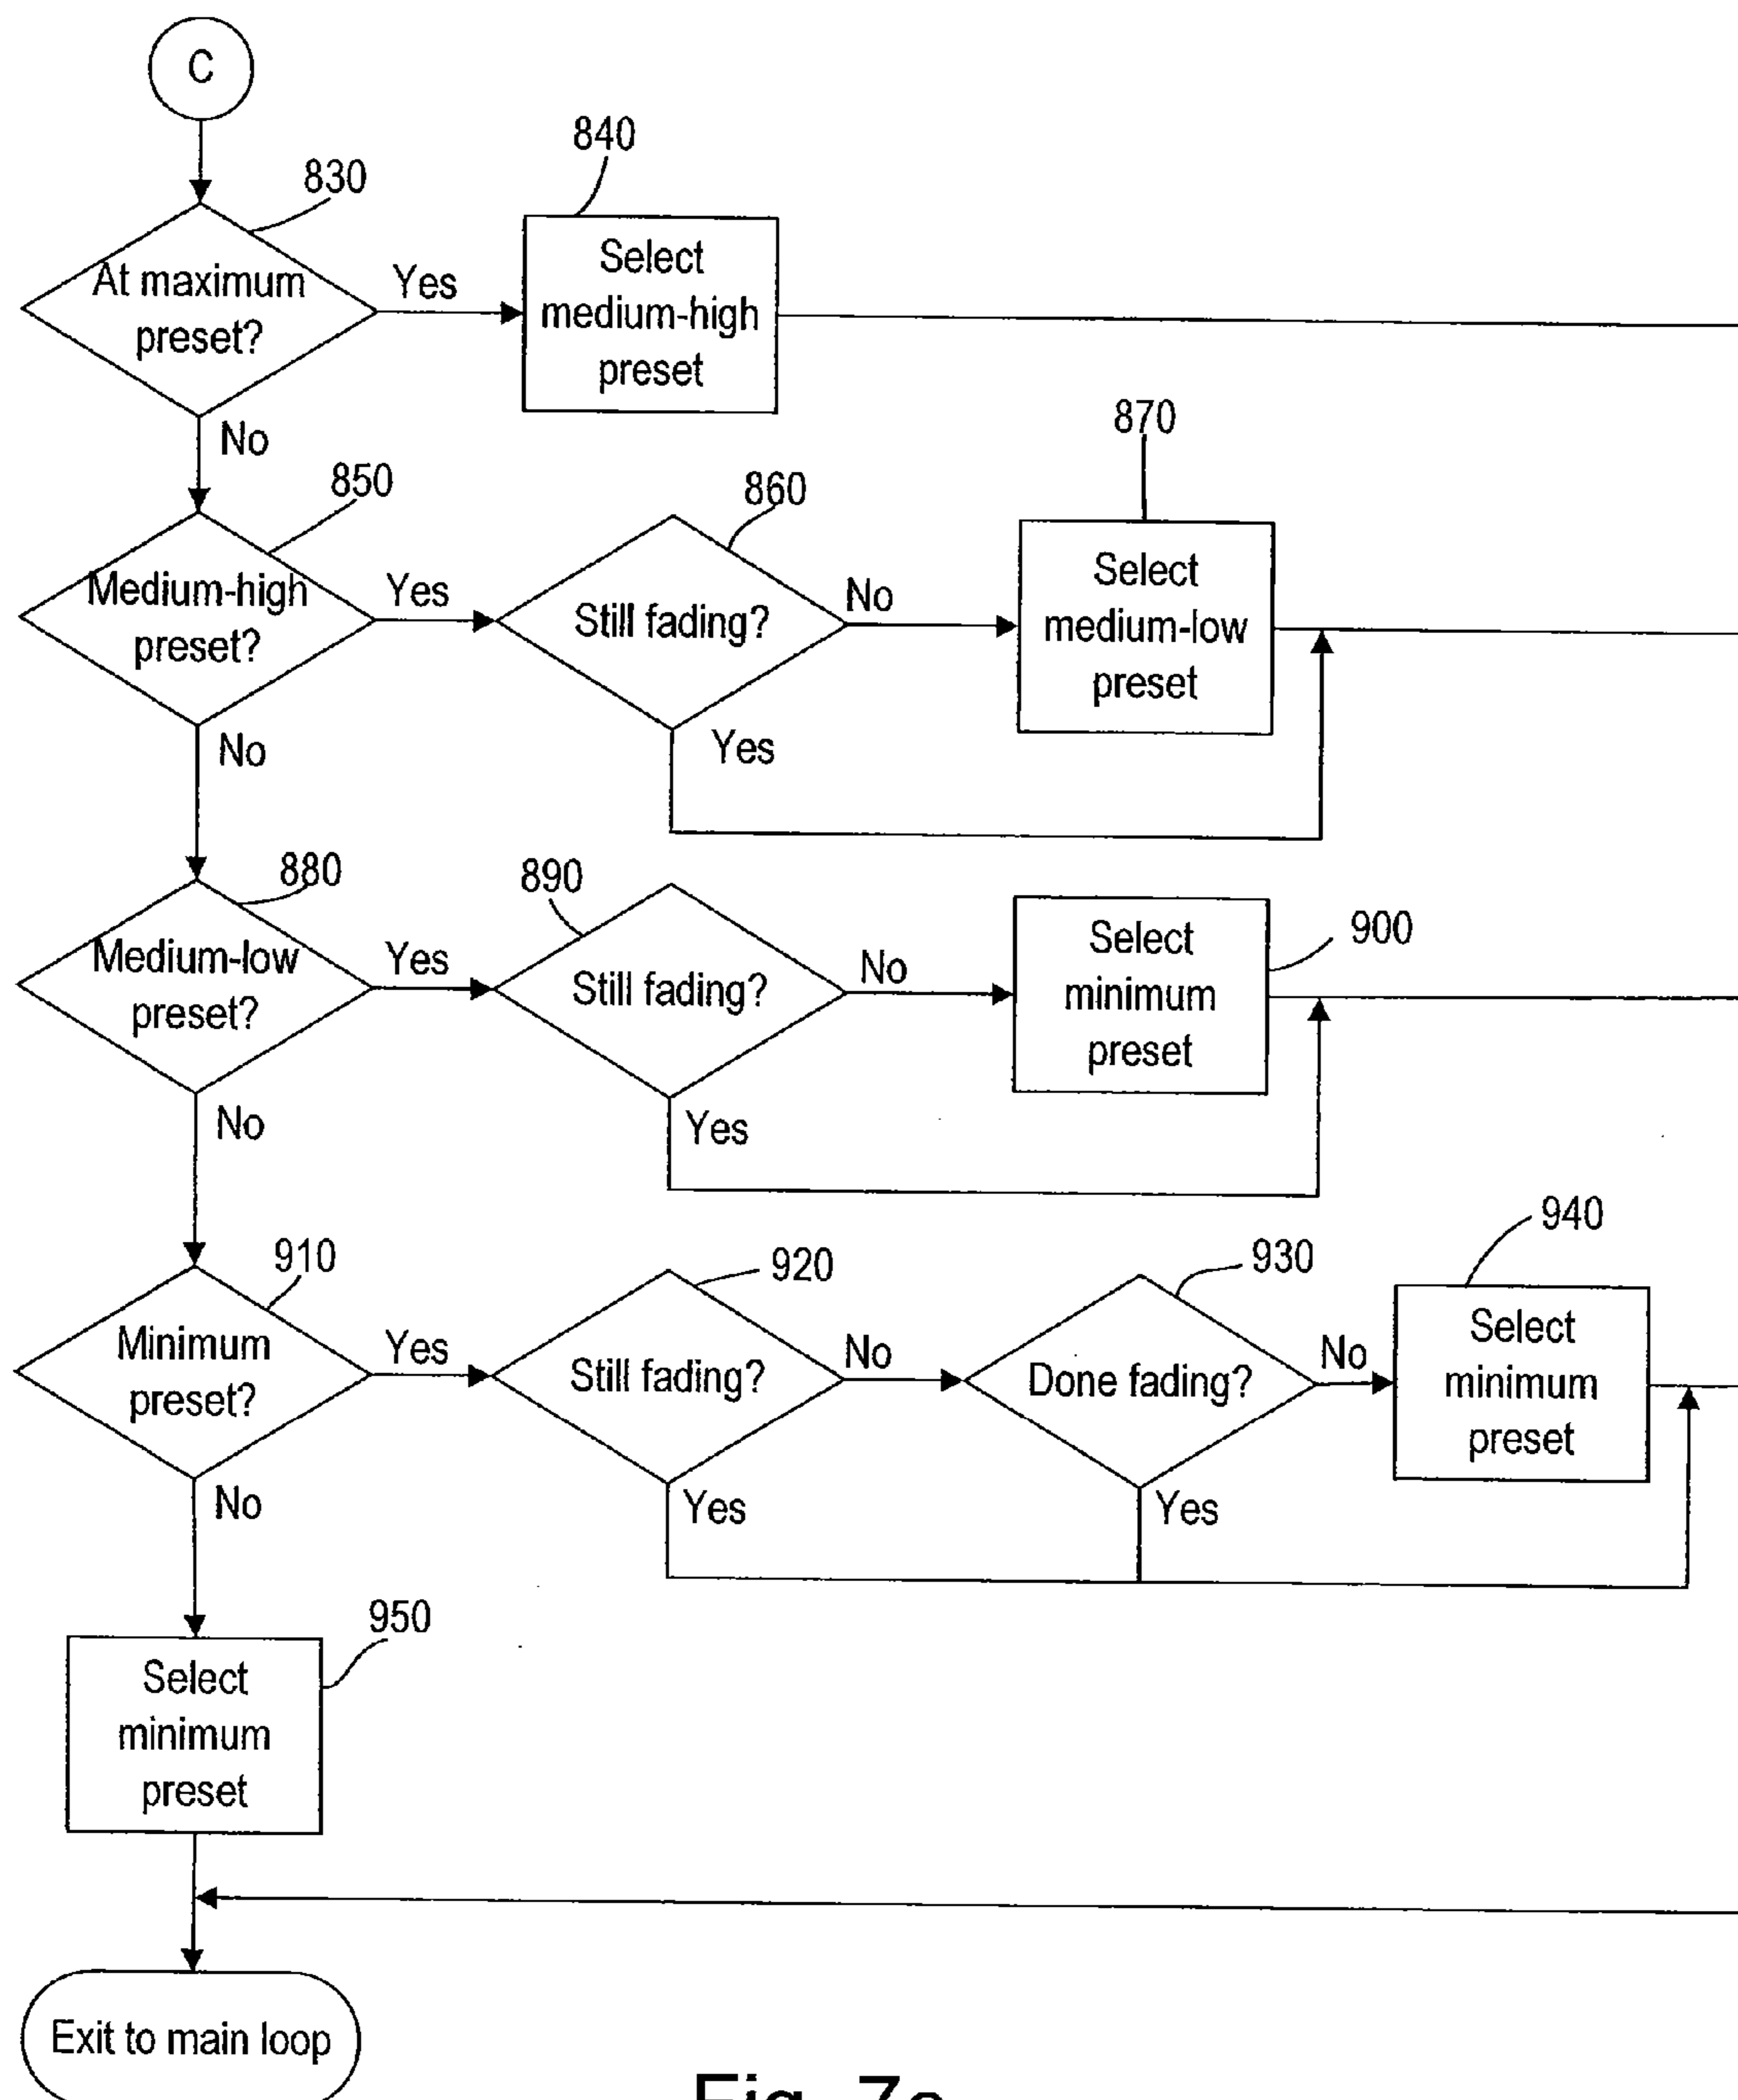 C
830
840
At maximum
preset?
Yes
Select
medium-high
preset
No
850
860
870
Medium-high
preset?
Yes
Still fading?
No
Select
medium-low
preset
No
Yes
880
890
900
Medium-low
preset?
Yes
Still fading?
No
Select
minimum
preset
No
Yes
910
920
930
940
Minimum
preset?
Yes
Still fading?
No
Done fading?
No
Select
minimum
preset
No
Yes
Yes
950
Select
minimum
preset
Exit to main loop